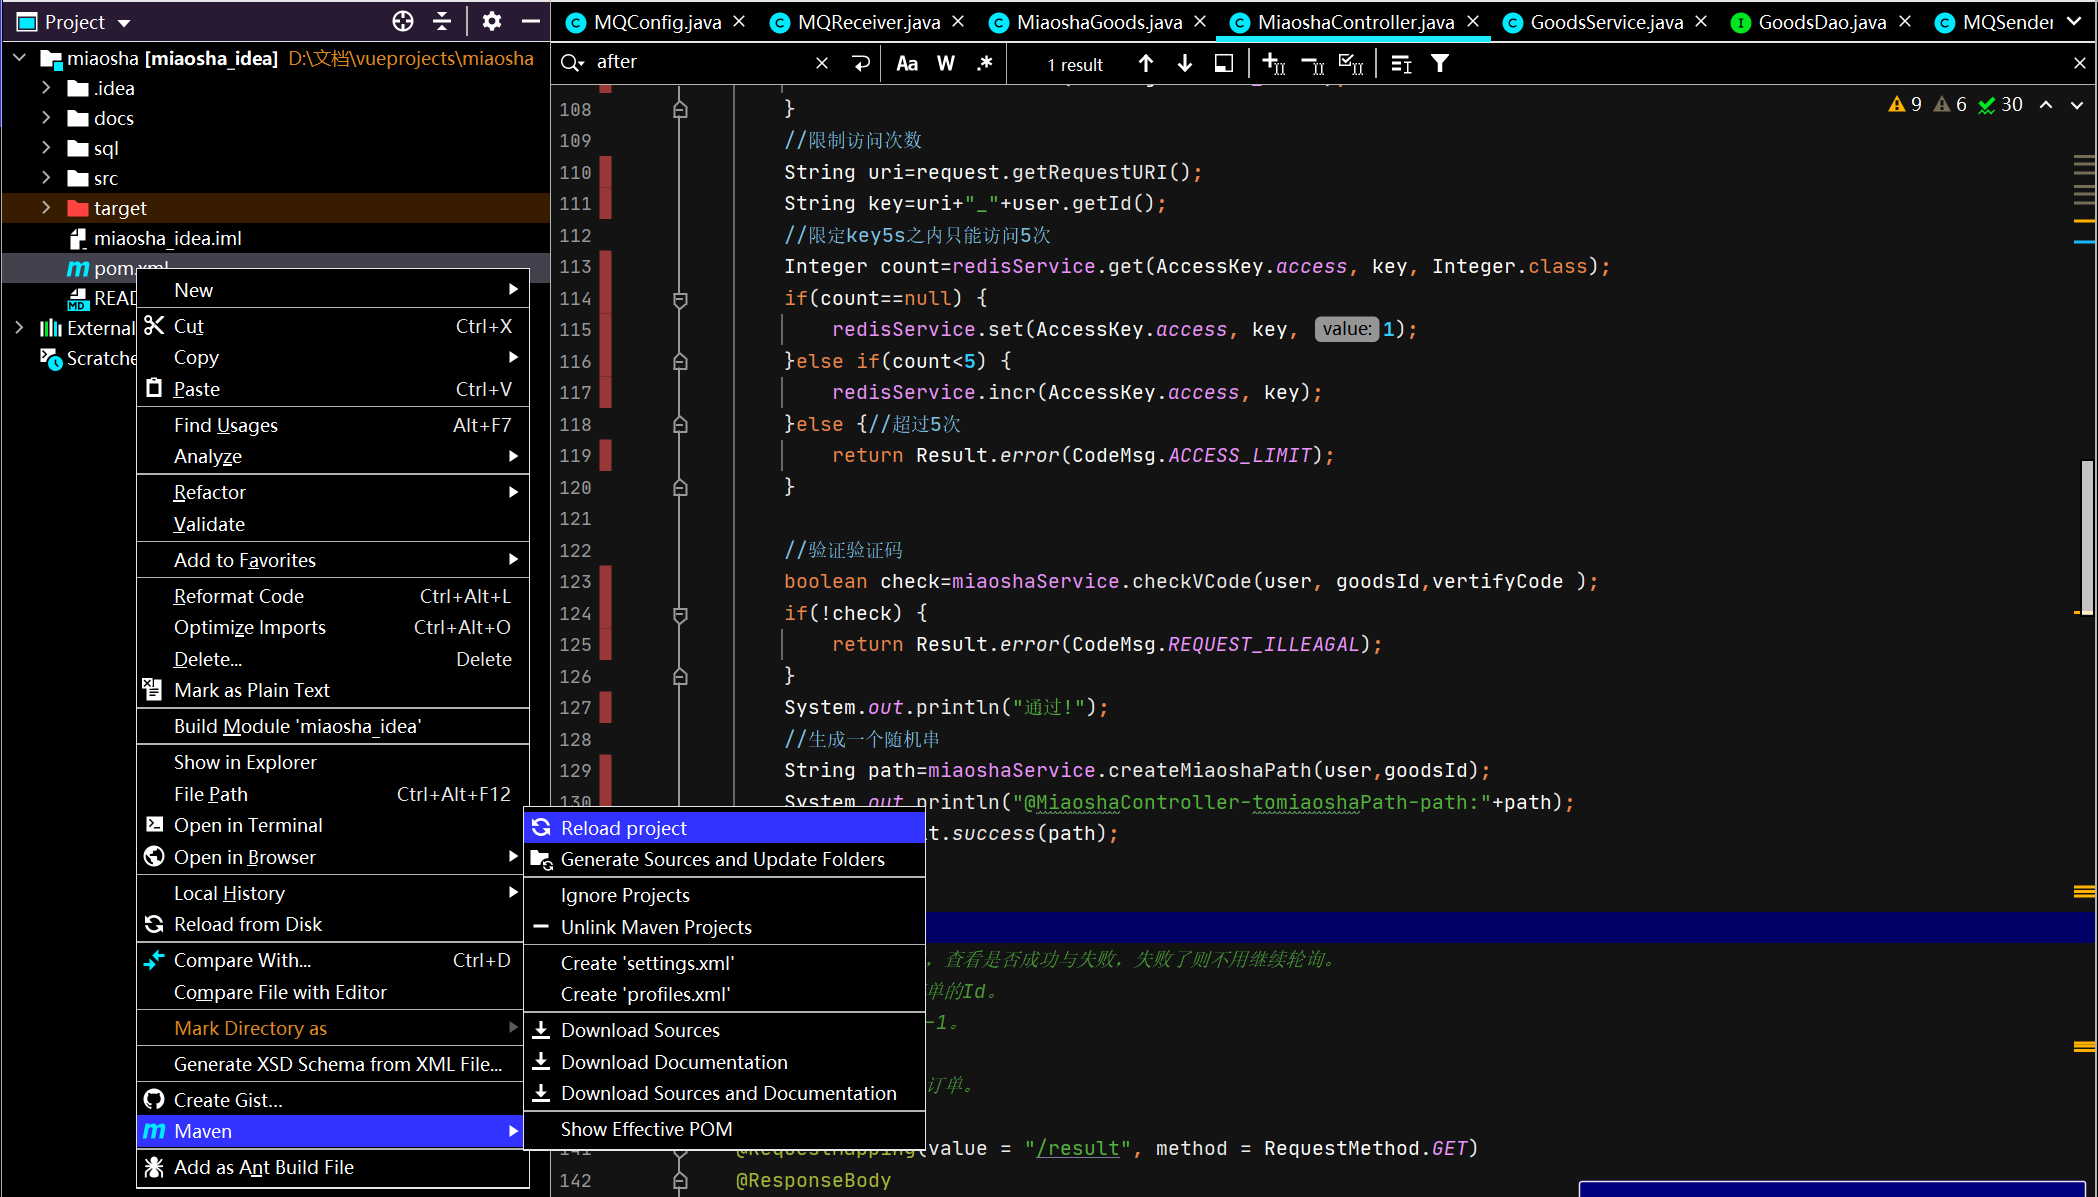 Project
MQConfig.java
MQReceiver.java
MiaoshaGoods.java
MiaoshaController.java
GoodsService.java
GoodsDao.java
MQSender
miaosha [miaosha_idea] D:\文档\vueprojects\miaosha
.idea
docs
sql
src
target
miaosha_idea.iml
pom.xml
READ
External
Scratche
New
Cut Ctrl+X
Copy
Paste Ctrl+V
Find Usages Alt+F7
Analyze
Refactor
Validate
Add to Favorites
Reformat Code Ctrl+Alt+L
Optimize Imports Ctrl+Alt+O
Delete... Delete
Mark as Plain Text
Build Module 'miaosha_idea'
Show in Explorer
File Path Ctrl+Alt+F12
Open in Terminal
Open in Browser
Local History
Reload from Disk
Compare With... Ctrl+D
Compare File with Editor
Mark Directory as
Generate XSD Schema from XML File...
Create Gist...
Maven
Add as Ant Build File
Reload project
Generate Sources and Update Folders
Ignore Projects
Unlink Maven Projects
Create 'settings.xml'
Create 'profiles.xml'
Download Sources
Download Documentation
Download Sources and Documentation
Show Effective POM
after Aa W .* 1 result
9 6 30
108 }
109 //限制访问次数
110 String uri=request.getRequestURI();
111 String key=uri+"_"+user.getId();
112 //限定key5s之内只能访问5次
113 Integer count=redisService.get(AccessKey.access, key, Integer.class);
114 if(count==null) {
115 redisService.set(AccessKey.access, key, value: 1);
116 }else if(count<5) {
117 redisService.incr(AccessKey.access, key);
118 }else {//超过5次
119 return Result.error(CodeMsg.ACCESS_LIMIT);
120 }
121
122 //验证验证码
123 boolean check=miaoshaService.checkVCode(user, goodsId,vertifyCode );
124 if(!check) {
125 return Result.error(CodeMsg.REQUEST_ILLEAGAL);
126 }
127 System.out.println("通过!");
128 //生成一个随机串
129 String path=miaoshaService.createMiaoshaPath(user,goodsId);
130 System.out.println("@MiaoshaController-tomiaoshaPath-path:"+path);
t.success(path);
，查看是否成功与失败，失败了则不用继续轮询。
单的Id。
-1。
订单。
141 @RequestMapping(value = "/result", method = RequestMethod.GET)
142 @ResponseBody